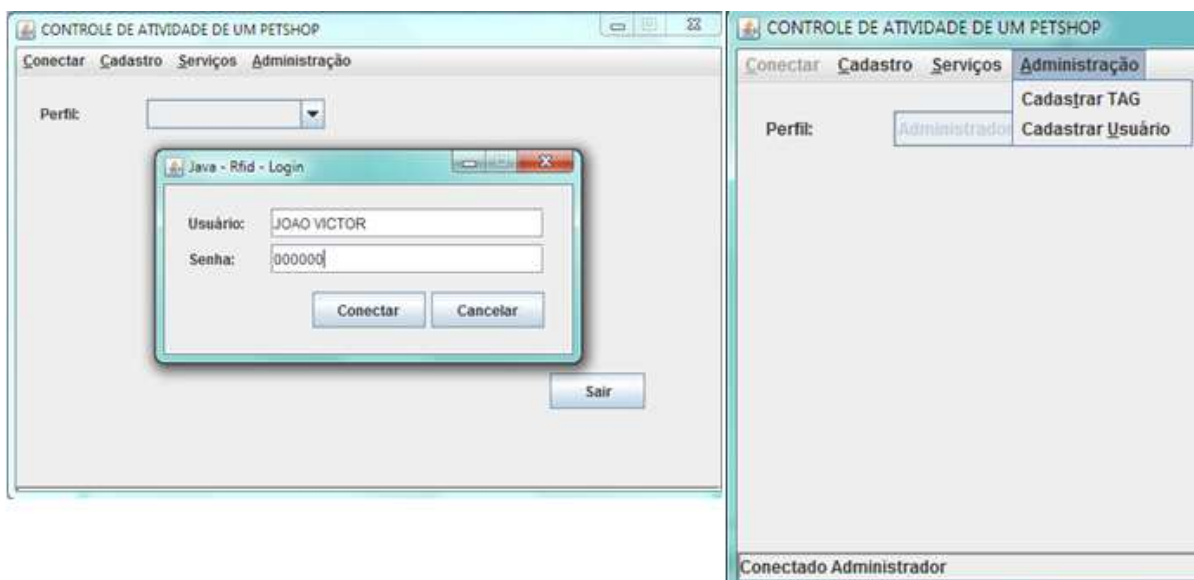 CONTROLE DE ATIVIDADE DE UM PETSHOP
Conectar Cadastro Serviços Administração
Perfil:
Java - Rfid - Login
Usuário: JOAO VICTOR
Senha: 000000
Conectar Cancelar
Sair
CONTROLE DE ATIVIDADE DE UM PETSHOP
Conectar Cadastro Serviços Administração
Cadastrar TAG
Perfil: Administrador Cadastrar Usuário
Conectado Administrador